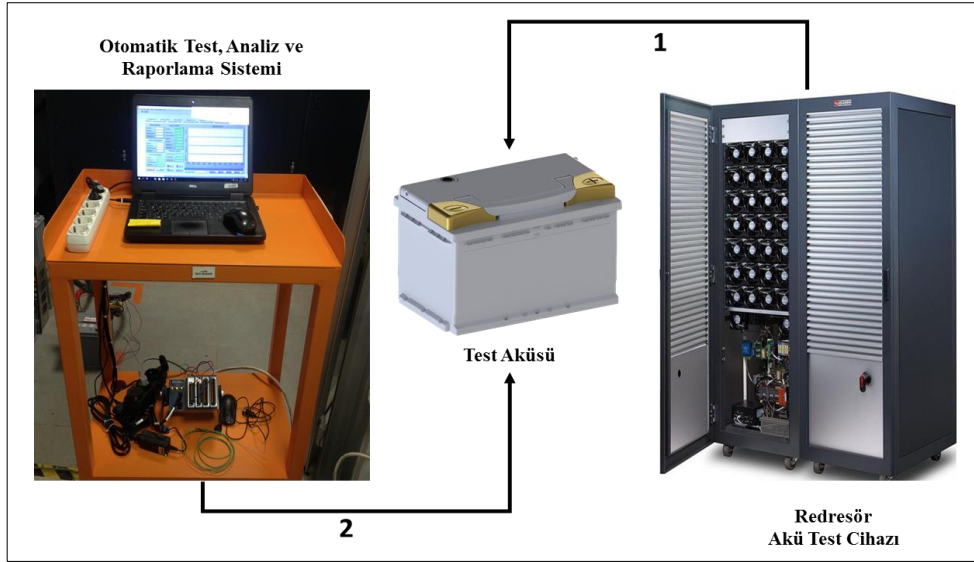 Otomatik Test, Analiz ve
Raporlama Sistemi
1
Test Aküsü
2
Redresör
Akü Test Cihazı